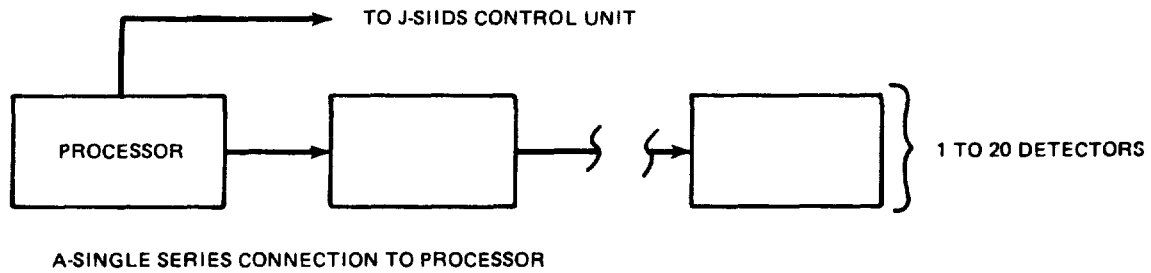 TO J-SIIDS CONTROL UNIT
PROCESSOR
1 TO 20 DETECTORS
A-SINGLE SERIES CONNECTION TO PROCESSOR